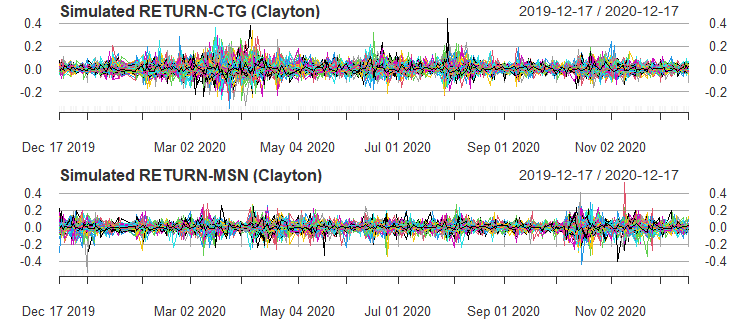 Simulated RETURN-CTG (Clayton) 2019-12-17 / 2020-12-17
0.4 0.4
0.2 0.2
0.0 0.0
-0.2 -0.2
Dec 17 2019 Mar 02 2020 May 04 2020 Jul 01 2020 Sep 01 2020 Nov 02 2020
Simulated RETURN-MSN (Clayton) 2019-12-17 / 2020-12-17
0.4 0.4
0.2 0.2
0.0 0.0
-0.2 -0.2
-0.4 -0.4
Dec 17 2019 Mar 02 2020 May 04 2020 Jul 01 2020 Sep 01 2020 Nov 02 2020